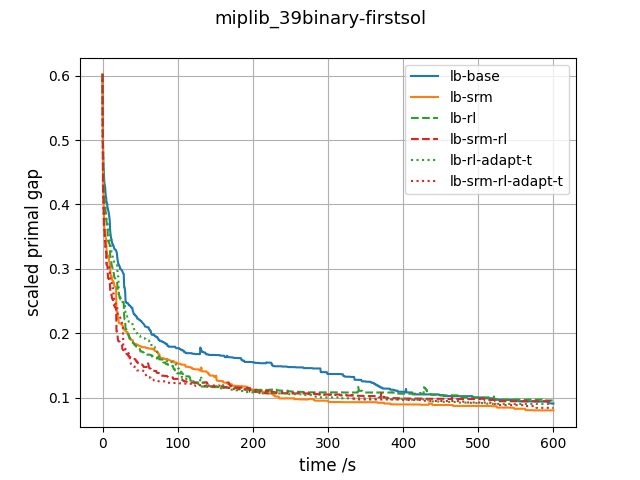 miplib_39binary-firstsol
lb-base
lb-srm
lb-rl
lb-srm-rl
lb-rl-adapt-t
lb-srm-rl-adapt-t
scaled primal gap
0.6
0.5
0.4
0.3
0.2
0.1
0 100 200 300 400 500 600
time /s